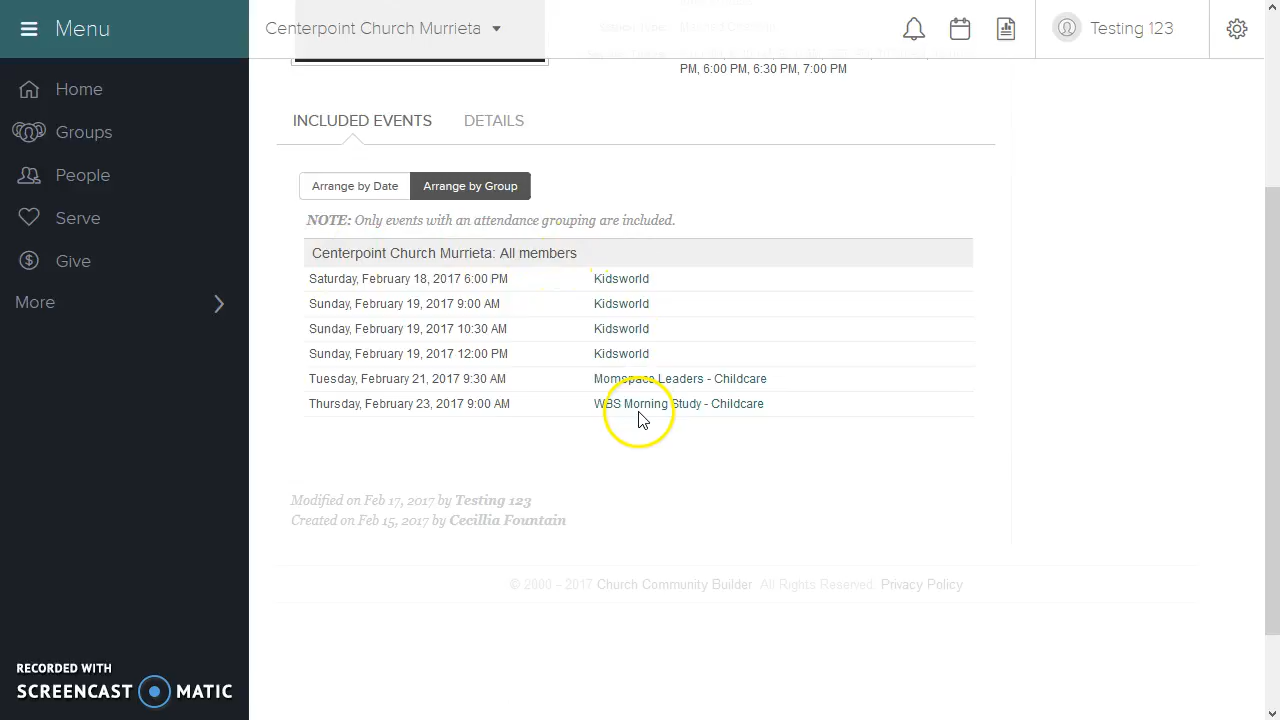 Menu
Centerpoint Church Murrieta
Testing 123
Home
Groups
People
Serve
Give
More
PM, 6:00 PM, 6:30 PM, 7:00 PM
INCLUDED EVENTS
DETAILS
Arrange by Date
Arrange by Group
NOTE: Only events with an attendance grouping are included.
Centerpoint Church Murrieta: All members
Saturday, February 18, 2017 6:00 PM Kidsworld
Sunday, February 19, 2017 9:00 AM Kidsworld
Sunday, February 19, 2017 10:30 AM Kidsworld
Sunday, February 19, 2017 12:00 PM Kidsworld
Tuesday, February 21, 2017 9:30 AM Momspace Leaders - Childcare
Thursday, February 23, 2017 9:00 AM WBS Morning Study - Childcare
Modified on Feb 17, 2017 by Testing 123
Created on Feb 15, 2017 by Cecillia Fountain
© 2000 – 2017 Church Community Builder. All Rights Reserved. Privacy Policy
RECORDED WITH
SCREENCAST MATIC